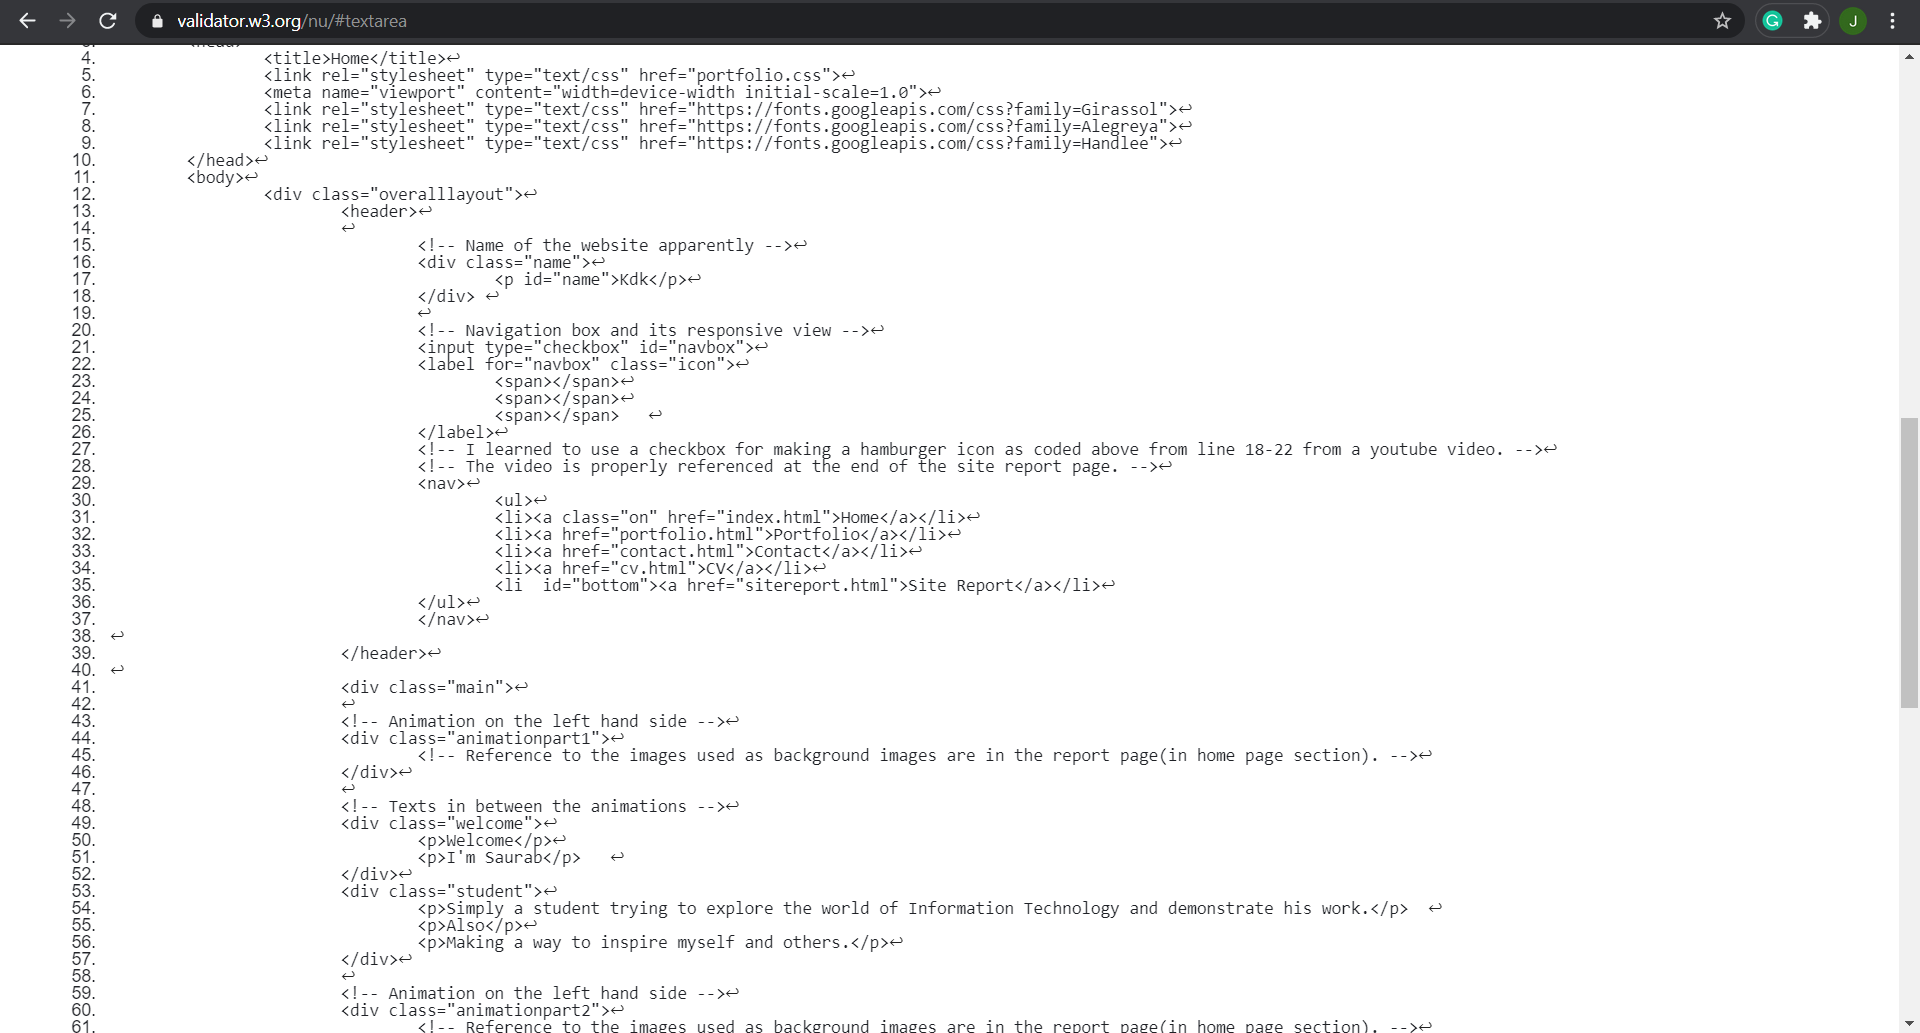 validator.w3.org/nu/#textarea
J
4. <title>Home</title>↩
5. <link rel="stylesheet" type="text/css" href="portfolio.css">↩
6. <meta name="viewport" content="width=device-width initial-scale=1.0">↩
7. <link rel="stylesheet" type="text/css" href="https://fonts.googleapis.com/css?family=Girassol">↩
8. <link rel="stylesheet" type="text/css" href="https://fonts.googleapis.com/css?family=Alegreya">↩
9. <link rel="stylesheet" type="text/css" href="https://fonts.googleapis.com/css?family=Handlee">↩
10. </head>↩
11. <body>↩
12. <div class="overalllayout">↩
13. <header>↩
14. ↩
15. <!-- Name of the website apparently -->↩
16. <div class="name">↩
17. <p id="name">Kdk</p>↩
18. </div> ↩
19. ↩
20. <!-- Navigation box and its responsive view -->↩
21. <input type="checkbox" id="navbox">↩
22. <label for="navbox" class="icon">↩
23. <span></span>↩
24. <span></span>↩
25. <span></span> ↩
26. </label>↩
27. <!-- I learned to use a checkbox for making a hamburger icon as coded above from line 18-22 from a youtube video. -->↩
28. <!-- The video is properly referenced at the end of the site report page. -->↩
29. <nav>↩
30. <ul>↩
31. <li><a class="on" href="index.html">Home</a></li>↩
32. <li><a href="portfolio.html">Portfolio</a></li>↩
33. <li><a href="contact.html">Contact</a></li>↩
34. <li><a href="cv.html">CV</a></li>↩
35. <li  id="bottom"><a href="sitereport.html">Site Report</a></li>↩
36. </ul>↩
37. </nav>↩
38. ↩
39. </header>↩
40. ↩
41. <div class="main">↩
42. ↩
43. <!-- Animation on the left hand side -->↩
44. <div class="animationpart1">↩
45. <!-- Reference to the images used as background images are in the report page(in home page section). -->↩
46. </div>↩
47. ↩
48. <!-- Texts in between the animations -->↩
49. <div class="welcome">↩
50. <p>Welcome</p>↩
51. <p>I'm Saurab</p> ↩
52. </div>↩
53. <div class="student">↩
54. <p>Simply a student trying to explore the world of Information Technology and demonstrate his work.</p> ↩
55. <p>Also</p>↩
56. <p>Making a way to inspire myself and others.</p>↩
57. </div>↩
58. ↩
59. <!-- Animation on the left hand side -->↩
60. <div class="animationpart2">↩
61. <!-- Reference to the images used as background images are in the report page(in home page section). -->↩